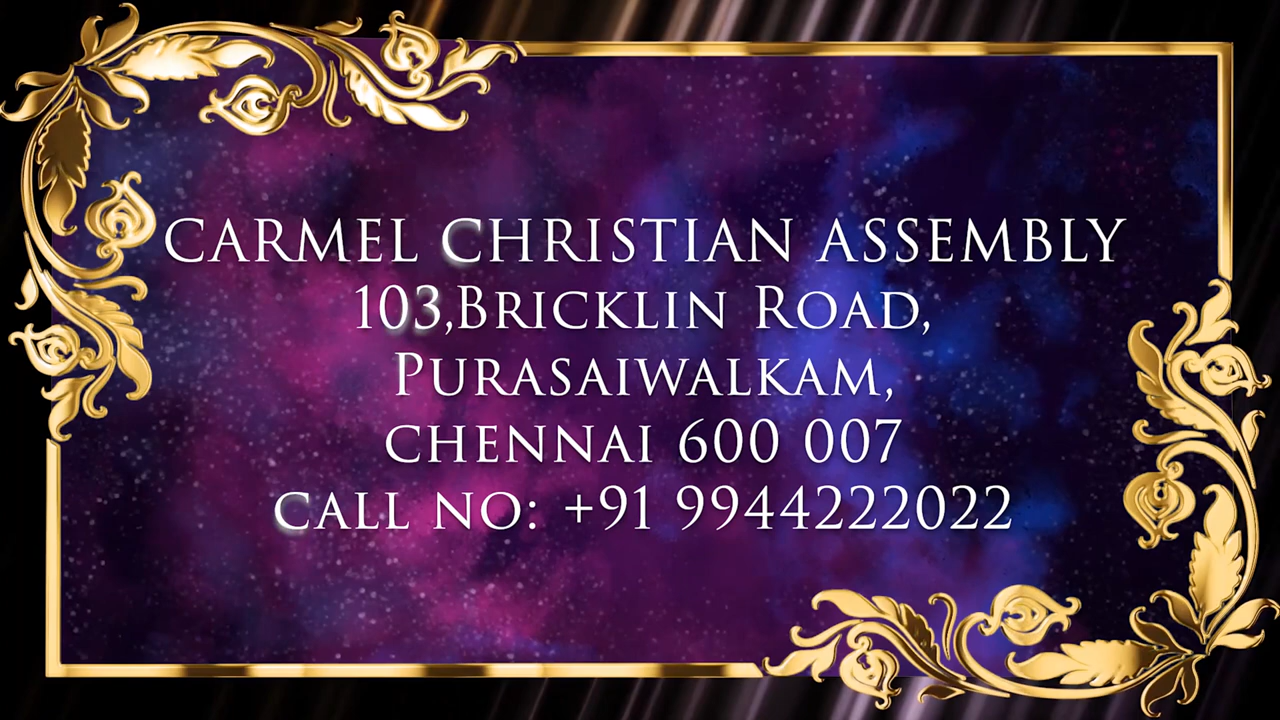 CARMEL CHRISTIAN ASSEMBLY
103,BRICKLIN ROAD,
PURASAIWALKAM,
CHENNAI 600 007
CALL NO: +91 9944222022